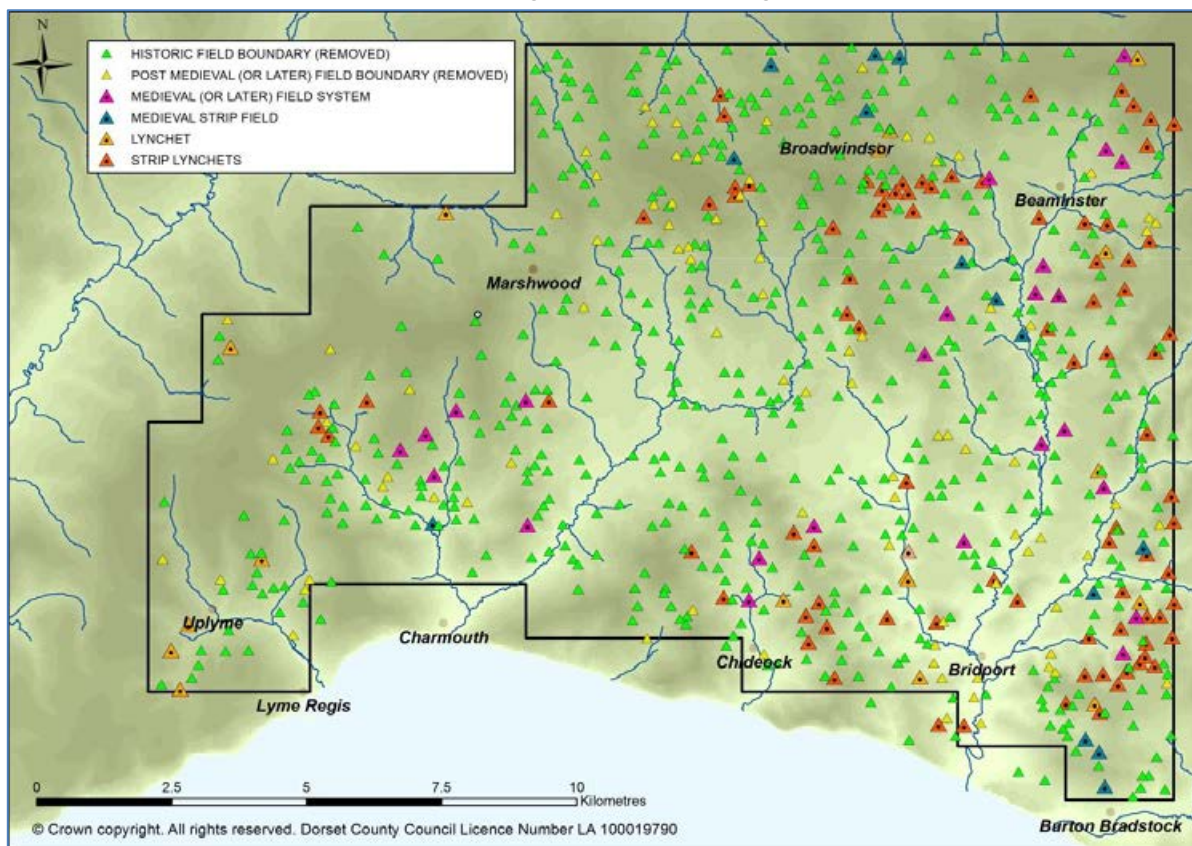 N
HISTORIC FIELD BOUNDARY (REMOVED)
POST MEDIEVAL (OR LATER) FIELD BOUNDARY (REMOVED)
MEDIEVAL (OR LATER) FIELD SYSTEM
MEDIEVAL STRIP FIELD
LYNCHET
STRIP LYNCHETS
Broadwindsor
Beaminster
Marshwood
Uplyme
Charmouth
Chideock
Bridport
Lyme Regis
Burton Bradstock
0 2.5 5 7.5 10
Kilometres
© Crown copyright. All rights reserved. Dorset County Council Licence Number LA 100019790